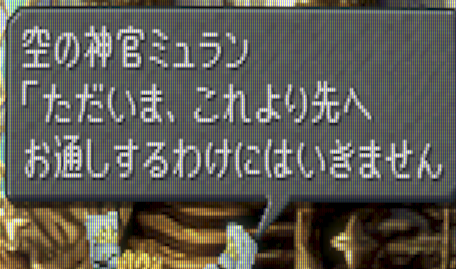 空の神官ミュラン
「ただいま、これより先へ
お通しするわけにはいきません